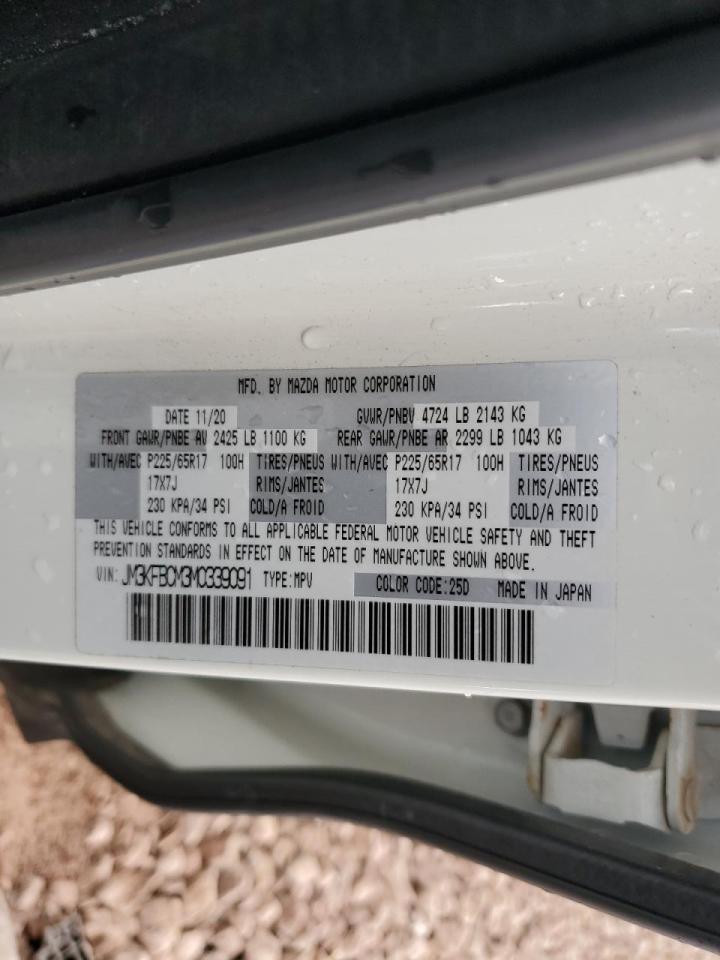 MFD. BY MAZDA MOTOR CORPORATION
DATE 11/20 GVWR/PNBV 4724 LB 2143 KG
FRONT GAWR/PNBE AV 2425 LB 1100 KG REAR GAWR/PNBE AR 2299 LB 1043 KG
WITH/AVEC P225/65R17 100H TIRES/PNEUS WITH/AVEC P225/65R17 100H TIRES/PNEUS
17X7J RIMS/JANTES 17X7J RIMS/JANTES
230 KPA/34 PSI COLD/A FROID 230 KPA/34 PSI COLD/A FROID
THIS VEHICLE CONFORMS TO ALL APPLICABLE FEDERAL MOTOR VEHICLE SAFETY AND THEFT
PREVENTION STANDARDS IN EFFECT ON THE DATE OF MANUFACTURE SHOWN ABOVE.
VIN: JM3KFBCM3M0339091 TYPE:MPV COLOR CODE:25D MADE IN JAPAN